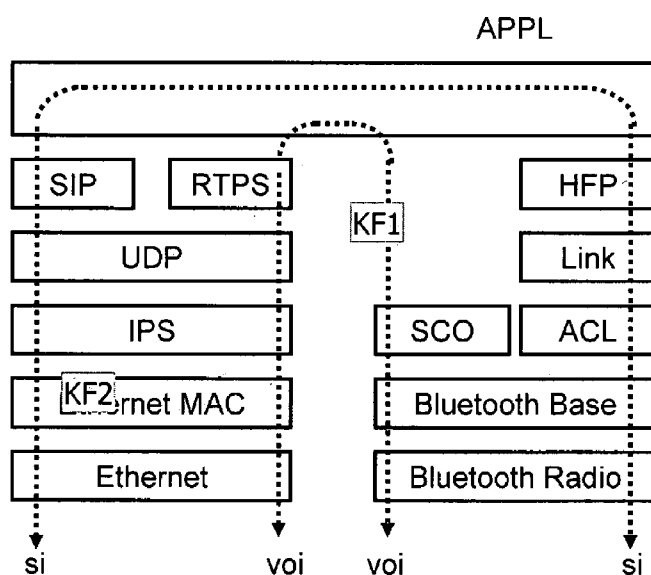 APPL
SIP RTPS HFP
KF1
UDP Link
IPS SCO ACL
KF2
MAC Bluetooth Base
Ethernet Bluetooth Radio
si voi voi si